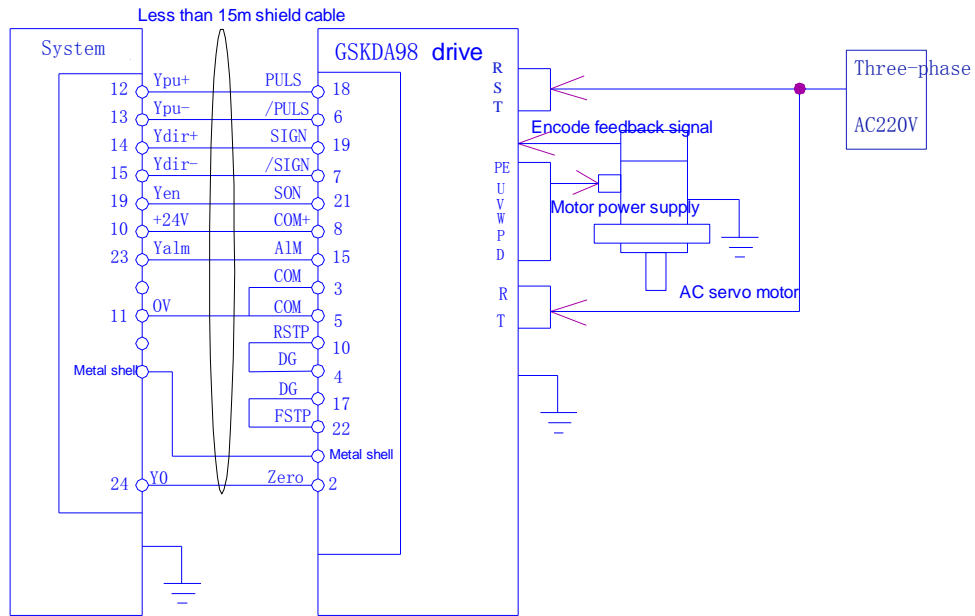 Less than 15m shield cable
System
GSKDA98 drive
Three-phase
AC220V
12 Ypu+ PULS 18
13 Ypu- /PULS 6
14 Ydir+ SIGN 19
15 Ydir- /SIGN 7
19 Yen SON 21
10 +24V COM+ 8
23 Yalm AlM 15
COM 3
11 0V COM 5
RSTP 10
DG 4
DG 17
FSTP 22
Metal shell
Metal shell
24 Y0 Zero 2
R
S
T
Encode feedback signal
PE
U
V
W
P
D
Motor power supply
AC servo motor
R
T